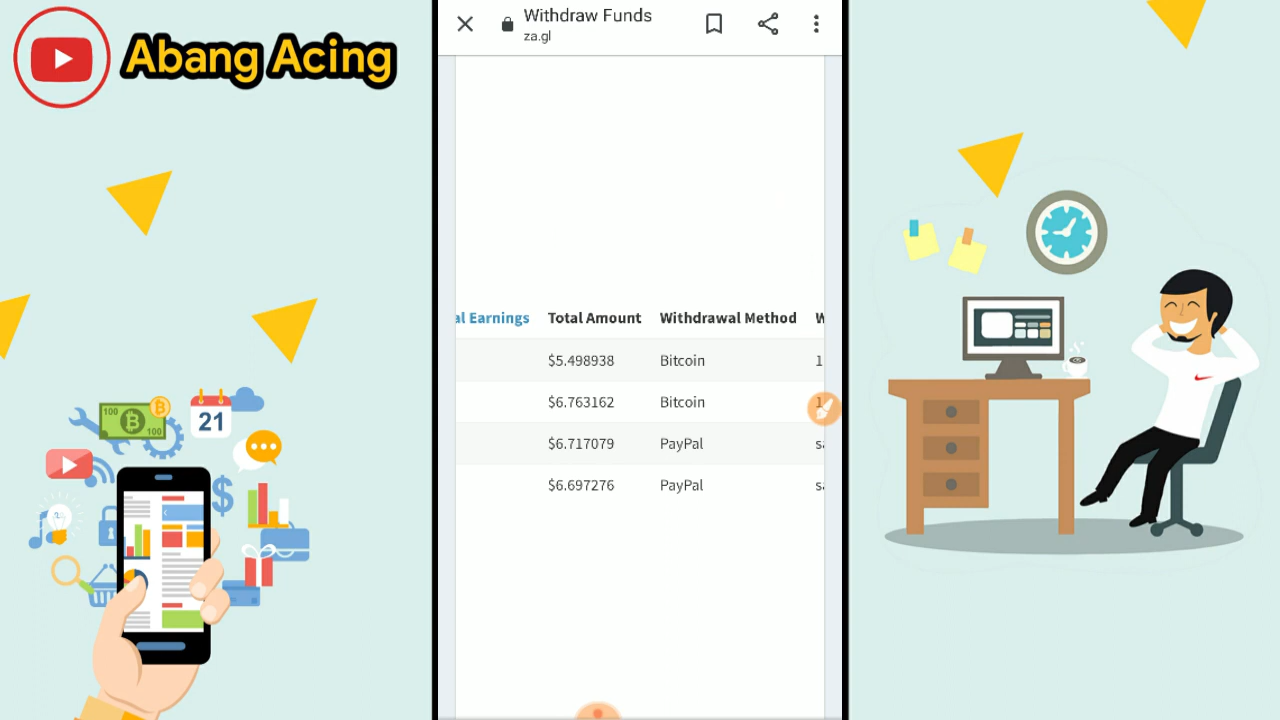 Abang Acing
Withdraw Funds
za.gl
al Earnings Total Amount Withdrawal Method
$5.498938 Bitcoin 1
$6.763162 Bitcoin
$6.717079 PayPal
$6.697276 PayPal
100
100
21